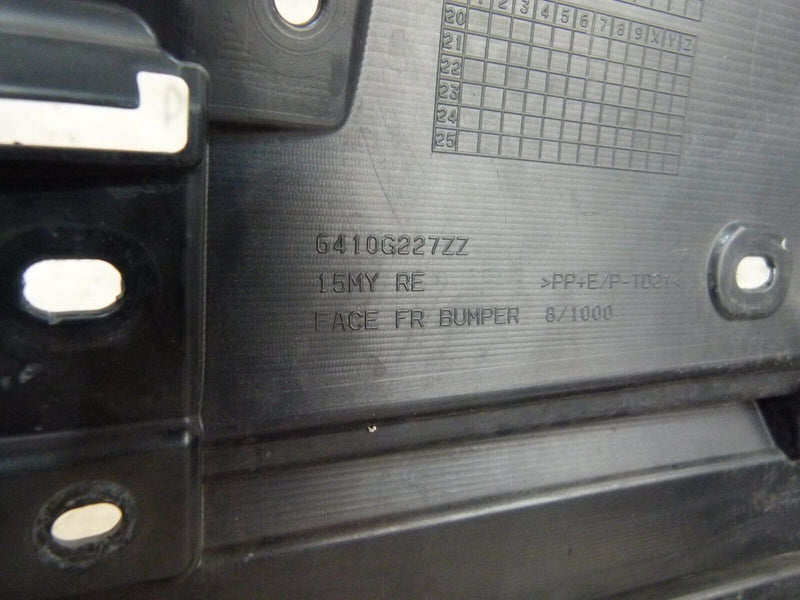 1 2 3 4 5 6 7 8 9 X Y Z
20
21
22
23
24
25
6410G227ZZ
15MY RE >PP+E/P-TD21<
FACE FR BUMPER 8/1000